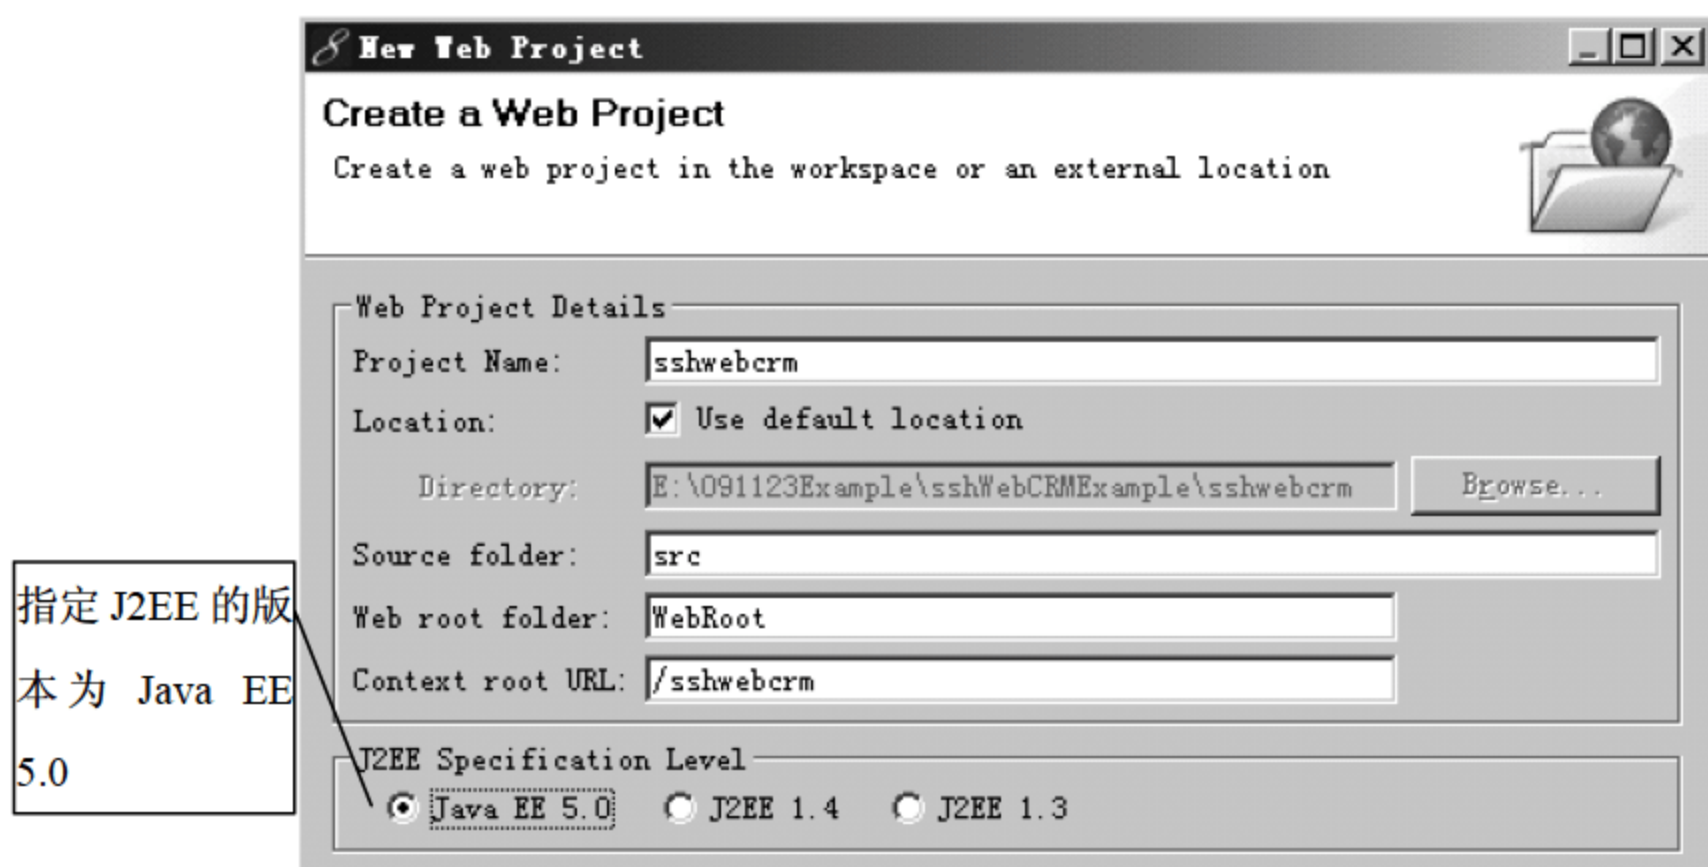 New Web Project
Create a Web Project
Create a web project in the workspace or an external location
Web Project Details
Project Name: sshwebcrm
Location: Use default location
Directory: E:\091123Example\sshWebCRMExample\sshwebcrm Browse...
Source folder: src
Web root folder: WebRoot
Context root URL: /sshwebcrm
J2EE Specification Level
Java EE 5.0 J2EE 1.4 J2EE 1.3
指定 J2EE 的版
本为 Java EE
5.0